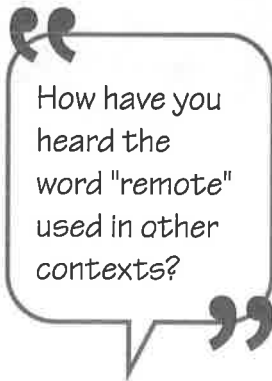 How have you
heard the
word "remote"
used in other
contexts?